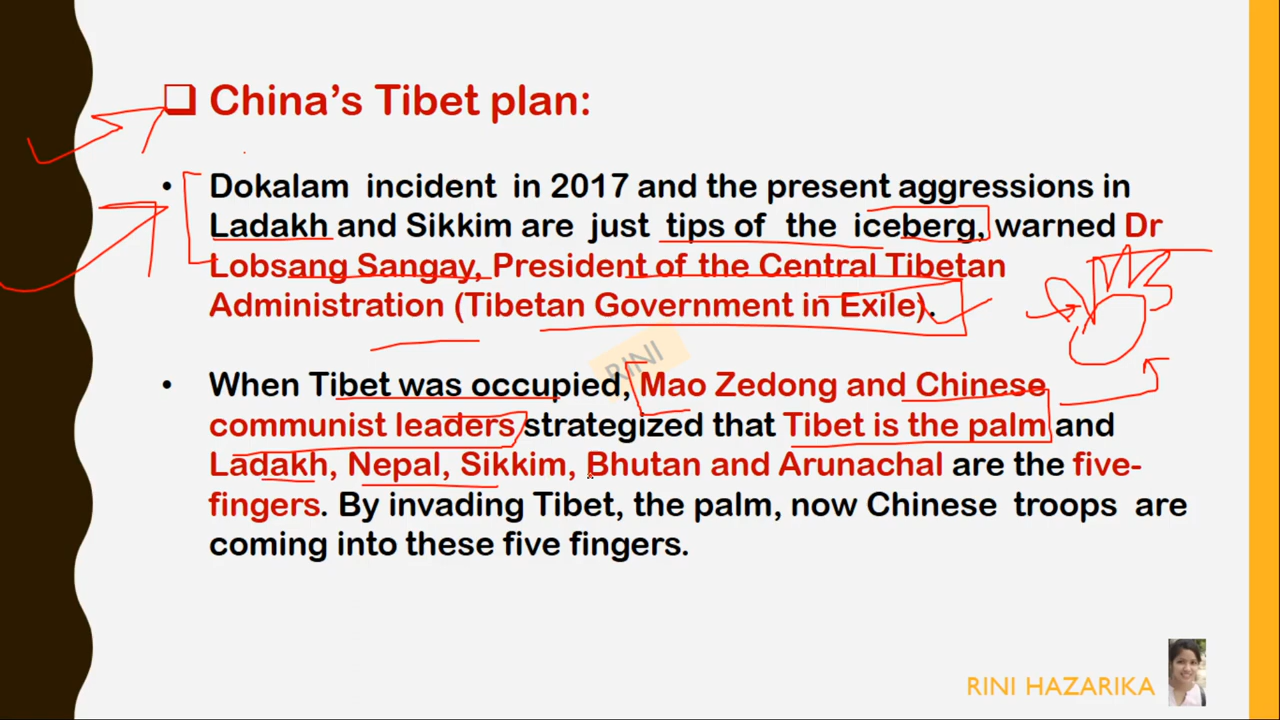 China's Tibet plan:
• Dokalam incident in 2017 and the present aggressions in
Ladakh and Sikkim are just tips of the iceberg, warned Dr
Lobsang Sangay, President of the Central Tibetan
Administration (Tibetan Government in Exile).
RINI
• When Tibet was occupied, Mao Zedong and Chinese
communist leaders strategized that Tibet is the palm and
Ladakh, Nepal, Sikkim, Bhutan and Arunachal are the five-
fingers. By invading Tibet, the palm, now Chinese troops are
coming into these five fingers.
RINI HAZARIKA